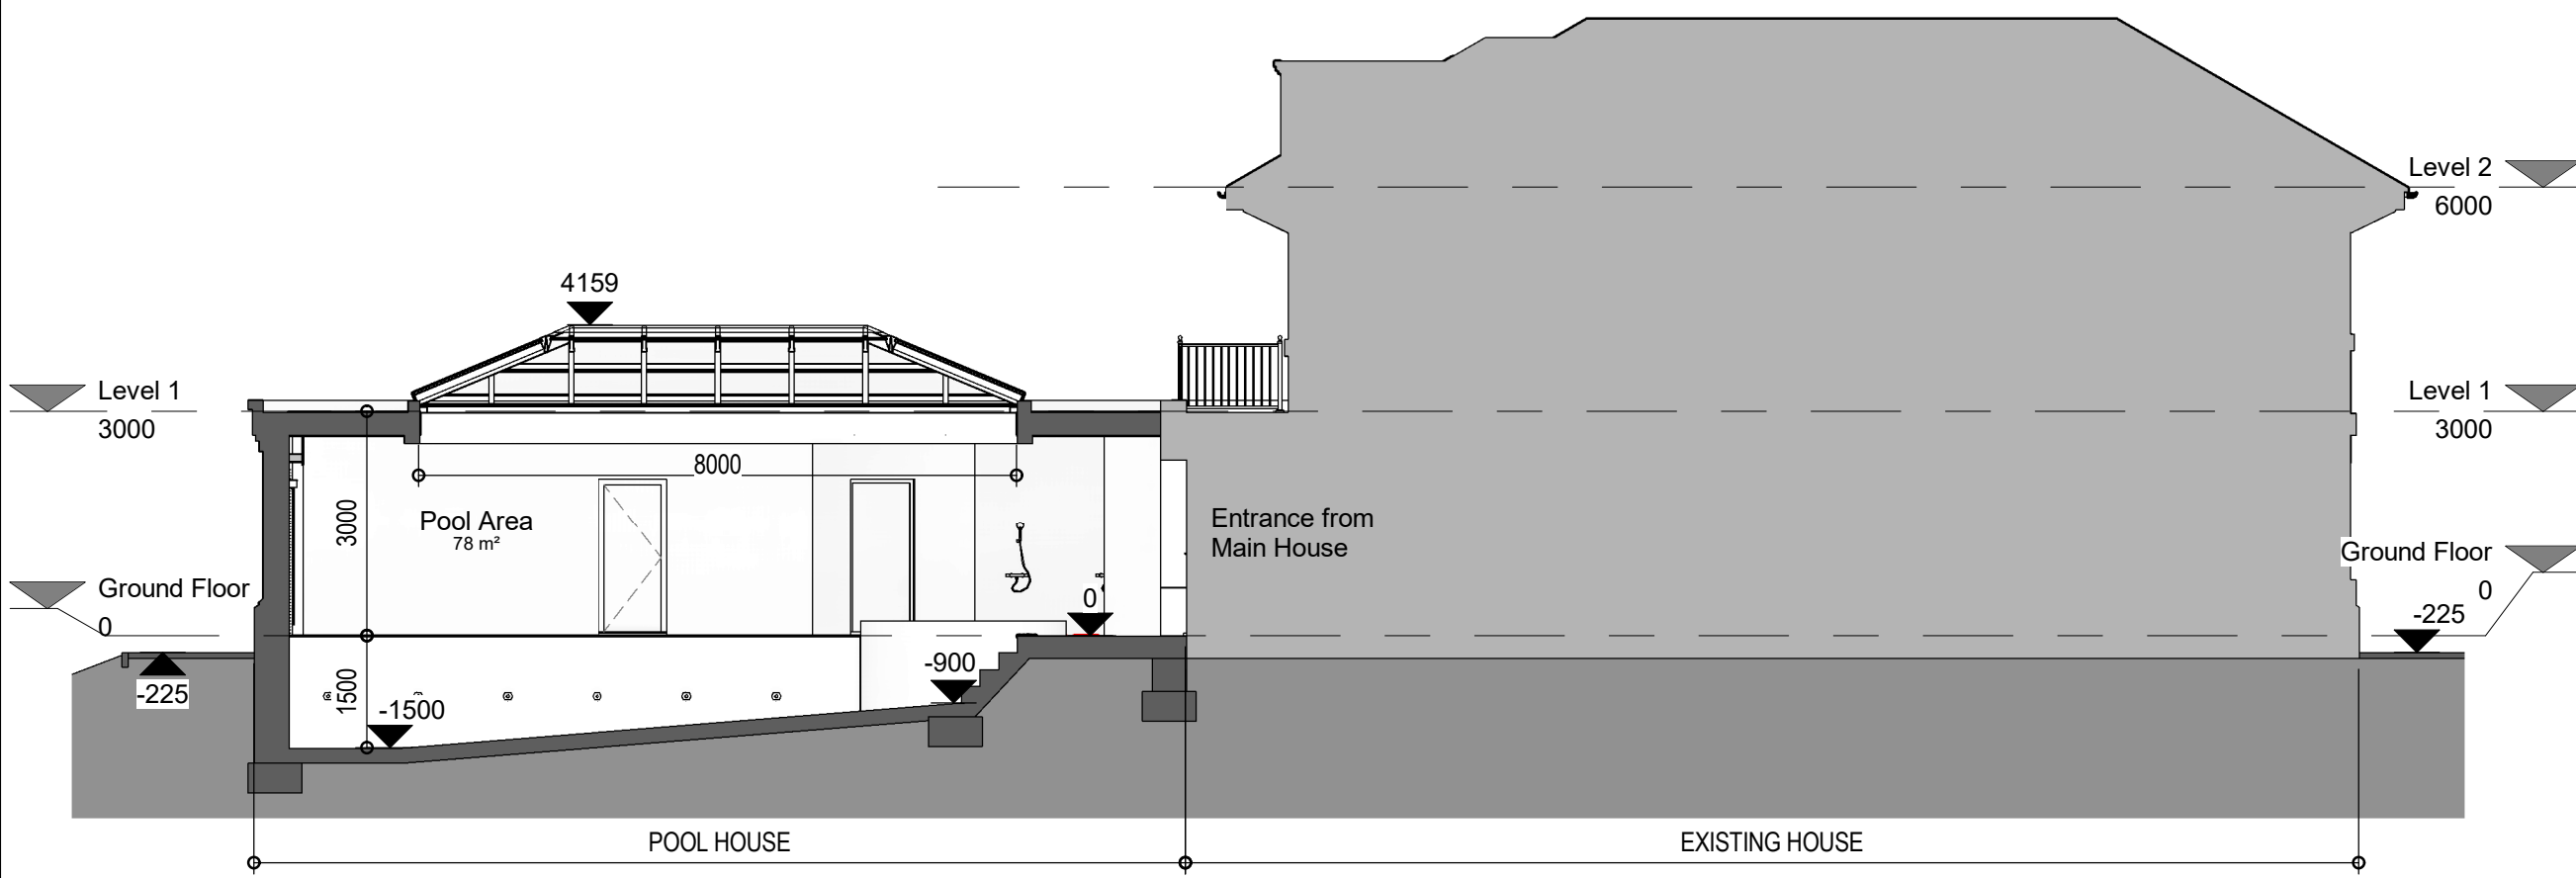 Level 2
6000
4159
Level 1
3000
Level 1
3000
8000
3000
Pool Area
78 m²
Entrance from
Main House
Ground Floor
0
Ground Floor
0
0
-225
-225
-900
1500
-1500
POOL HOUSE
EXISTING HOUSE